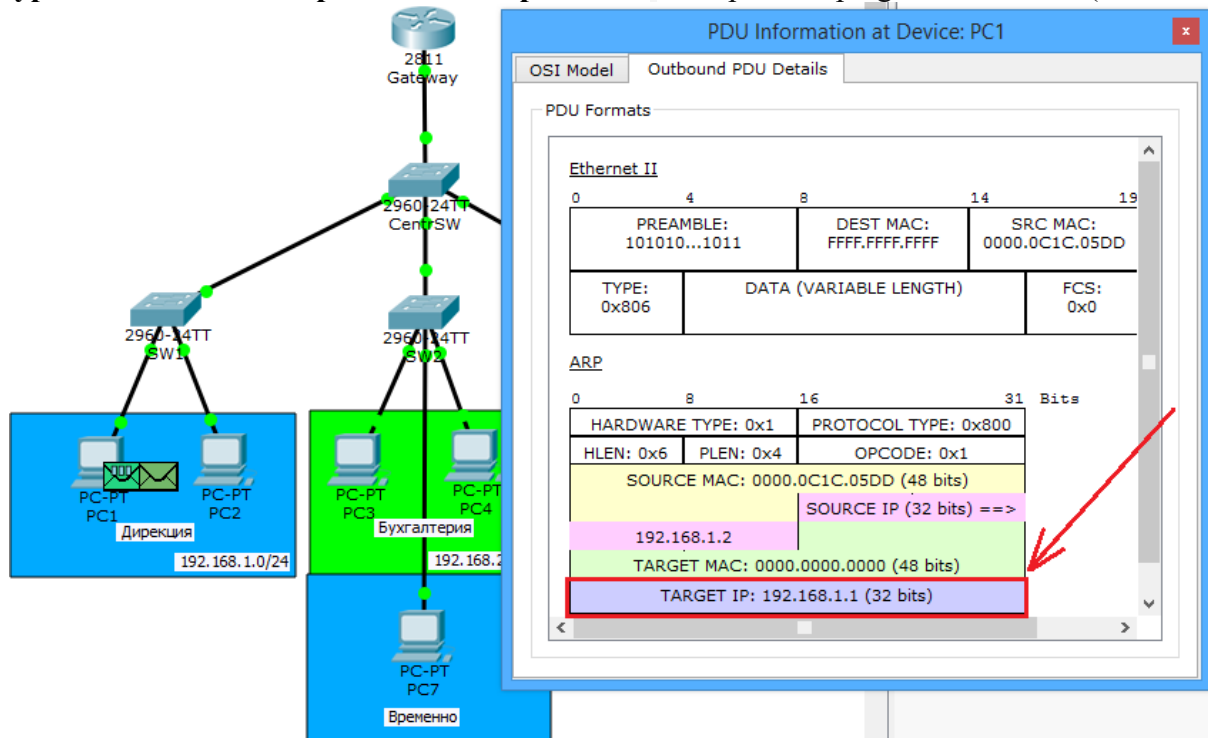 PDU Information at Device: PC1
x
OSI Model
Outbound PDU Details
PDU Formats
Ethernet II
0 4 8 14 19
PREAMBLE:
101010...1011
DEST MAC:
FFFF.FFFF.FFFF
SRC MAC:
0000.0C1C.05DD
TYPE:
0x806
DATA (VARIABLE LENGTH)
FCS:
0x0
ARP
0 8 16 31 Bits
HARDWARE TYPE: 0x1
PROTOCOL TYPE: 0x800
HLEN: 0x6
PLEN: 0x4
OPCODE: 0x1
SOURCE MAC: 0000.0C1C.05DD (48 bits)
SOURCE IP (32 bits) ==>
192.168.1.2
TARGET MAC: 0000.0000.0000 (48 bits)
TARGET IP: 192.168.1.1 (32 bits)
2811
Gateway
2960-24TT
CentrSW
2960-24TT
SW1
2960-24TT
SW2
PC-PT
PC1
PC-PT
PC2
Дирекция
192.168.1.0/24
PC-PT
PC3
PC-PT
PC4
Бухгалтерия
192.168.2
PC-PT
PC7
Временно